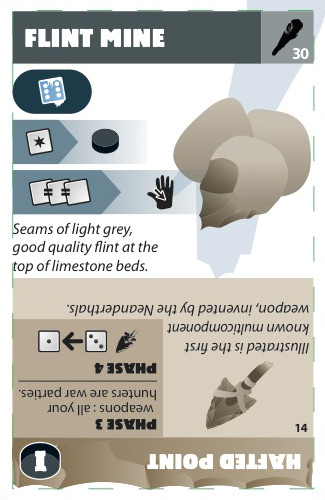 FLINT MINE
30
Seams of light grey,
good quality flint at the
top of limestone beds.
HAFTED POINT
I
14
PHASE 3
weapons : all your
hunters are war parties.
PHASE 4
Illustrated is the first
known multicomponent
weapon, invented by the Neanderthals.